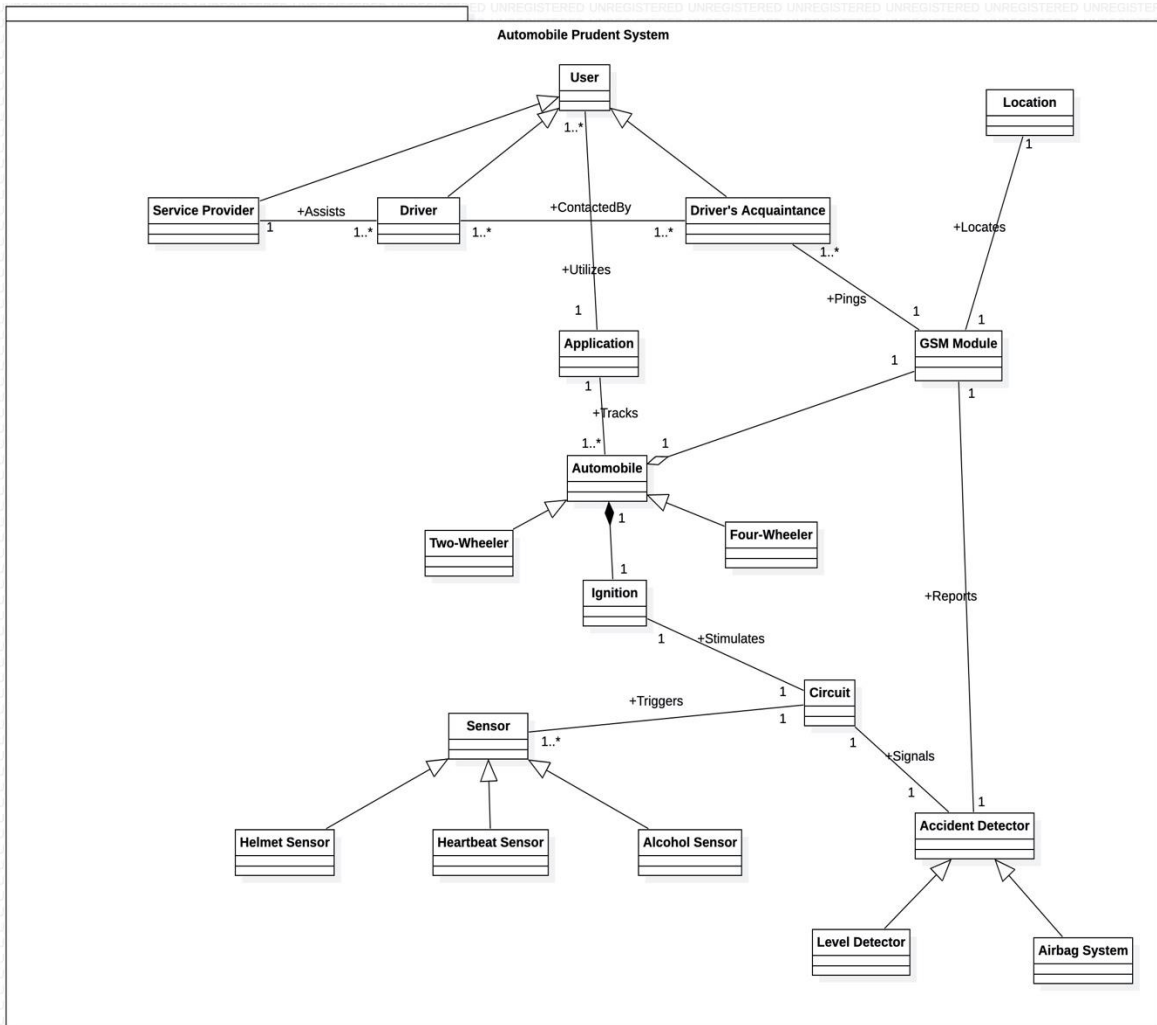 UNREGISTERED UNREGISTERED UNREGISTERED UNREGISTERED UNREGISTERED UNREGISTERED
Automobile Prudent System
User
Location
1..*
1
+Assists
+ContactedBy
Service Provider
Driver
Driver's Acquaintance
1
1..*
1..*
1..*
+Locates
1..*
+Utilizes
+Pings
1
1
1
Application
GSM Module
1
1
1
+Tracks
1..*
1
Automobile
1
Two-Wheeler
Four-Wheeler
1
Ignition
+Reports
1
+Stimulates
1
Circuit
+Triggers
1
Sensor
1..*
1
+Signals
1
1
Accident Detector
Helmet Sensor
Heartbeat Sensor
Alcohol Sensor
Level Detector
Airbag System